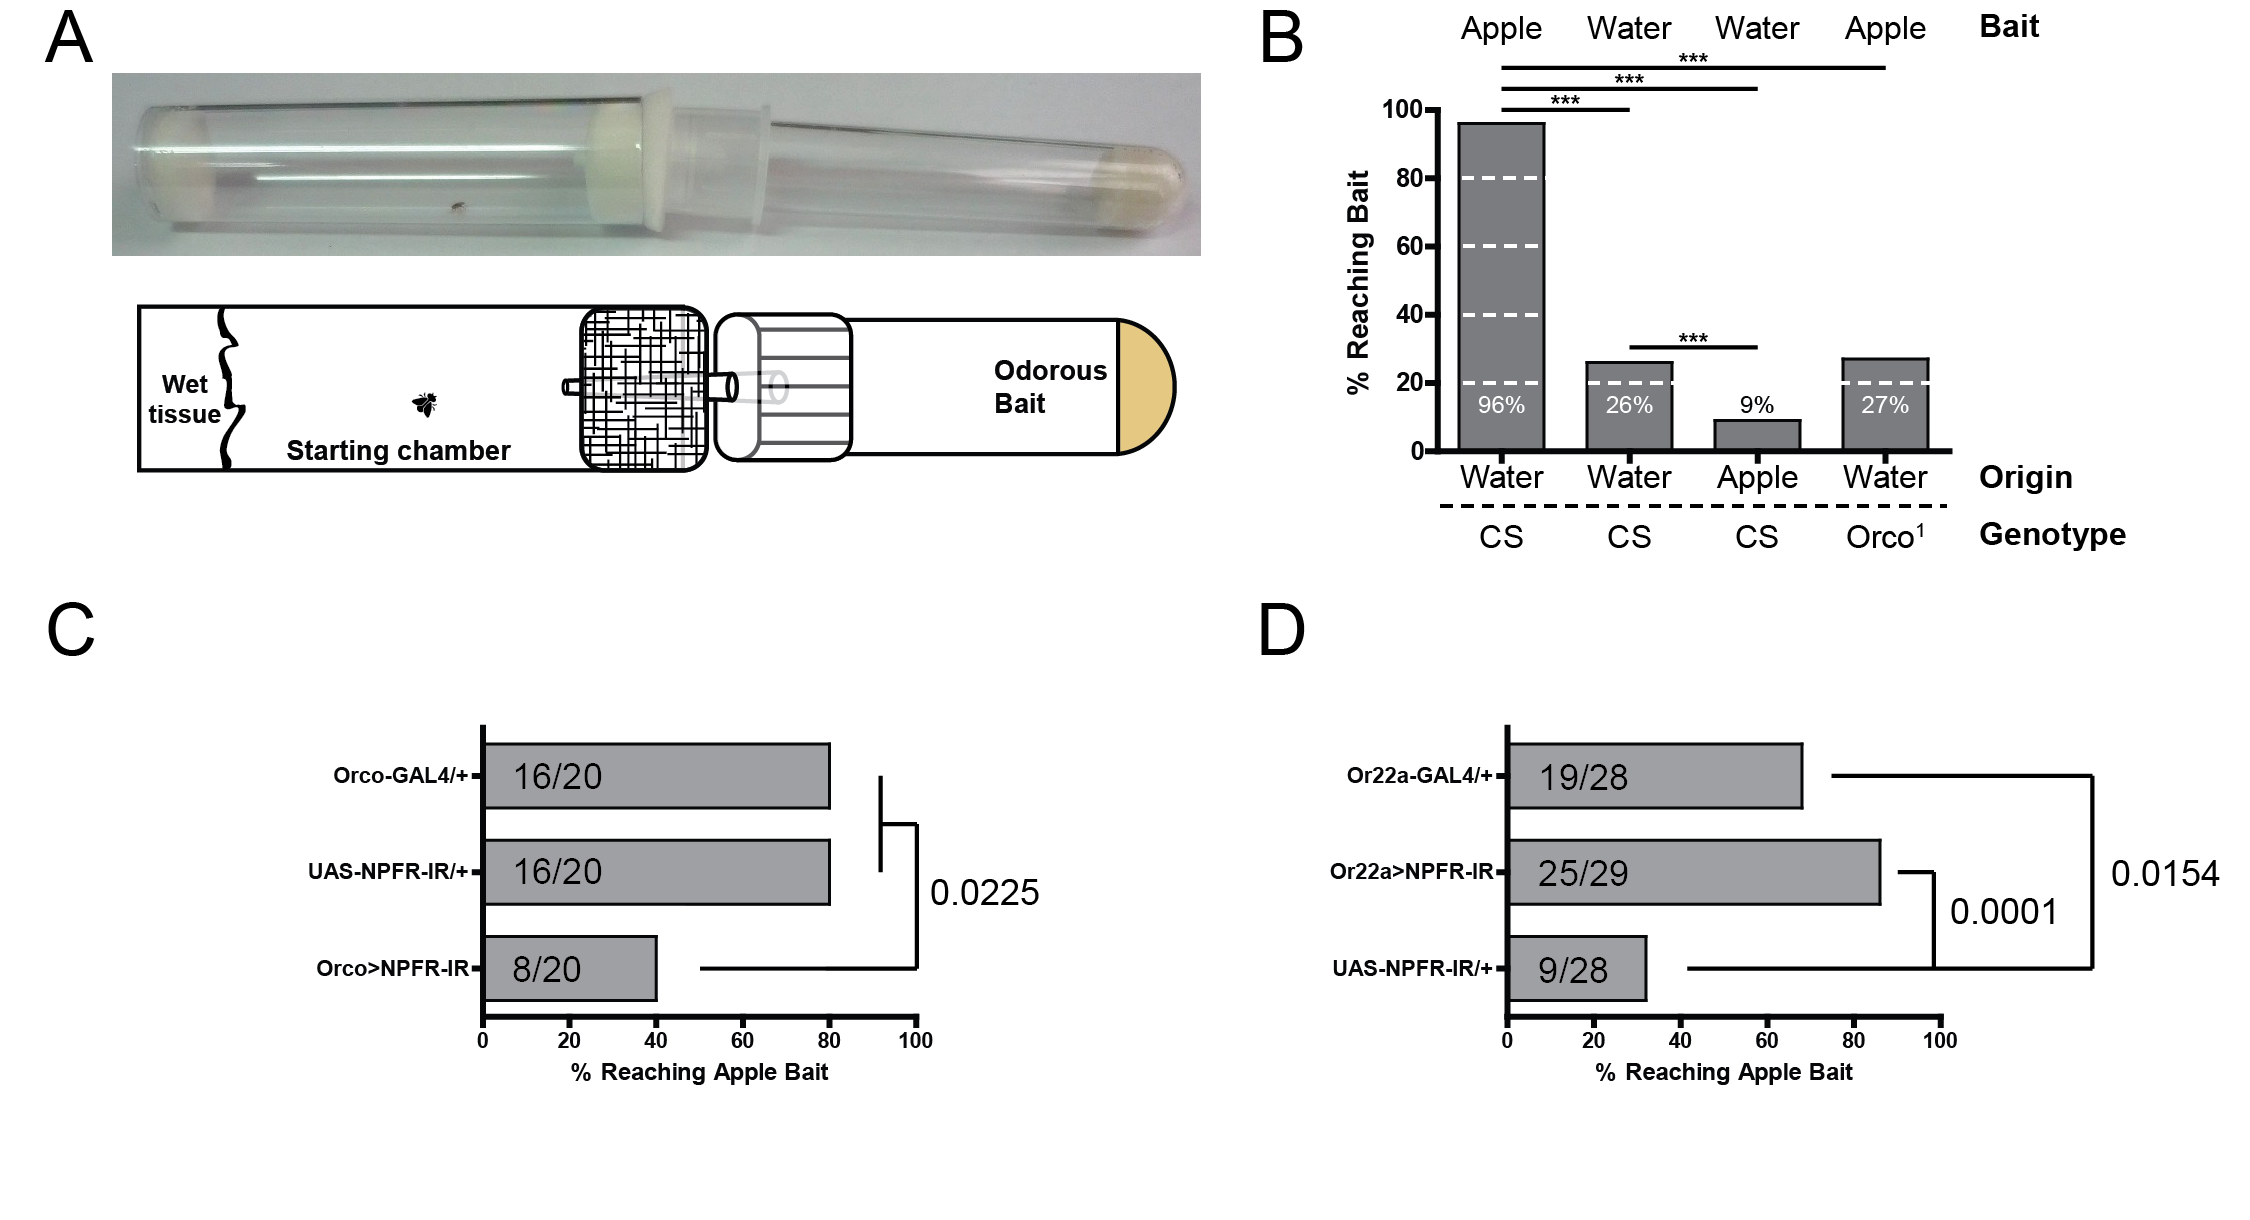 A
Wet
tissue
Starting chamber
Odorous
Bait
B
Apple Water Water Apple Bait
***
***
***
100
80
60
40
20
0
% Reaching Bait
***
96% 26% 9% 27%
Water Water Apple Water Origin
CS CS CS Orco¹ Genotype
C
Orco-GAL4/+ 16/20
UAS-NPFR-IR/+ 16/20
Orco>NPFR-IR 8/20
0.0225
0 20 40 60 80 100
% Reaching Apple Bait
D
Or22a-GAL4/+ 19/28
Or22a>NPFR-IR 25/29
UAS-NPFR-IR/+ 9/28
0.0001
0.0154
0 20 40 60 80 100
% Reaching Apple Bait